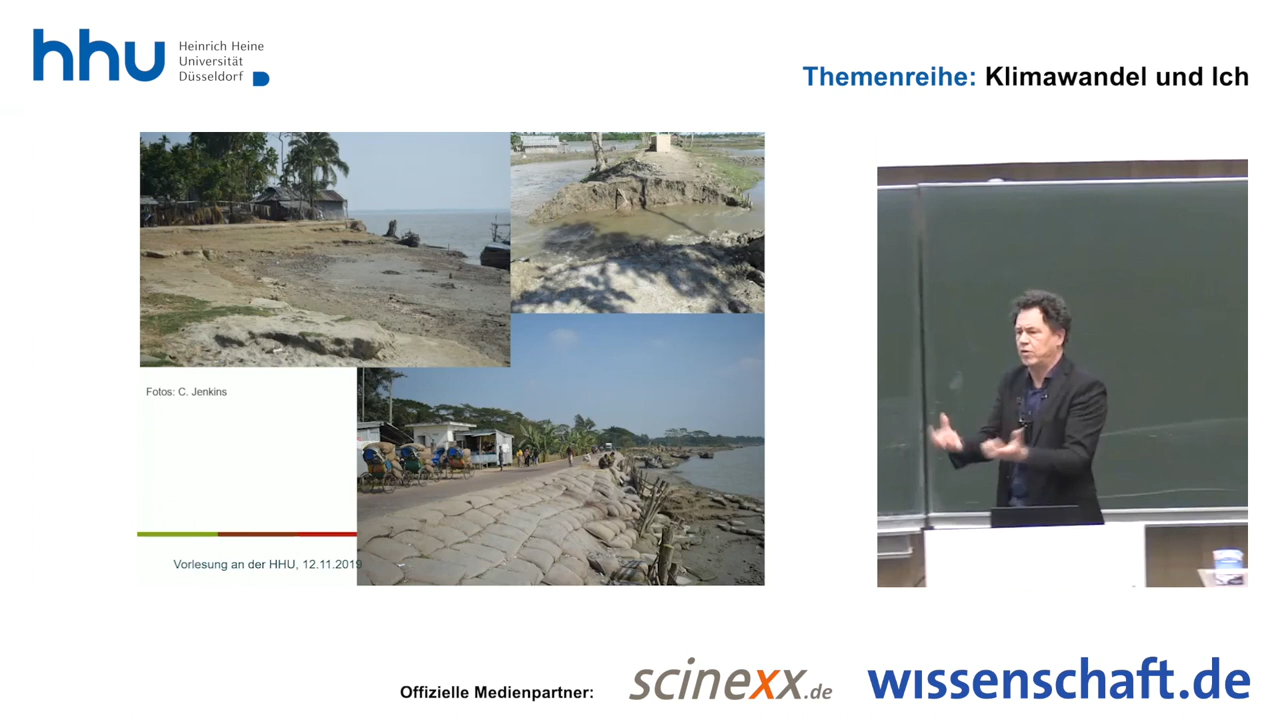 hhu Heinrich Heine
Universität
Düsseldorf
Themenreihe: Klimawandel und Ich
Fotos: C. Jenkins
Vorlesung an der HHU, 12.11.2019
Offizielle Medienpartner:
scinexx.de
wissenschaft.de